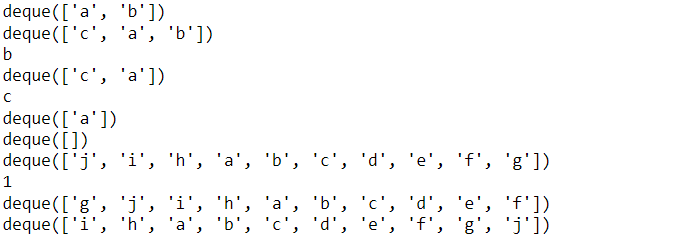 deque(['a', 'b'])
deque(['c', 'a', 'b'])
b
deque(['c', 'a'])
c
deque(['a'])
deque([])
deque(['j', 'i', 'h', 'a', 'b', 'c', 'd', 'e', 'f', 'g'])
1
deque(['g', 'j', 'i', 'h', 'a', 'b', 'c', 'd', 'e', 'f'])
deque(['i', 'h', 'a', 'b', 'c', 'd', 'e', 'f', 'g', 'j'])